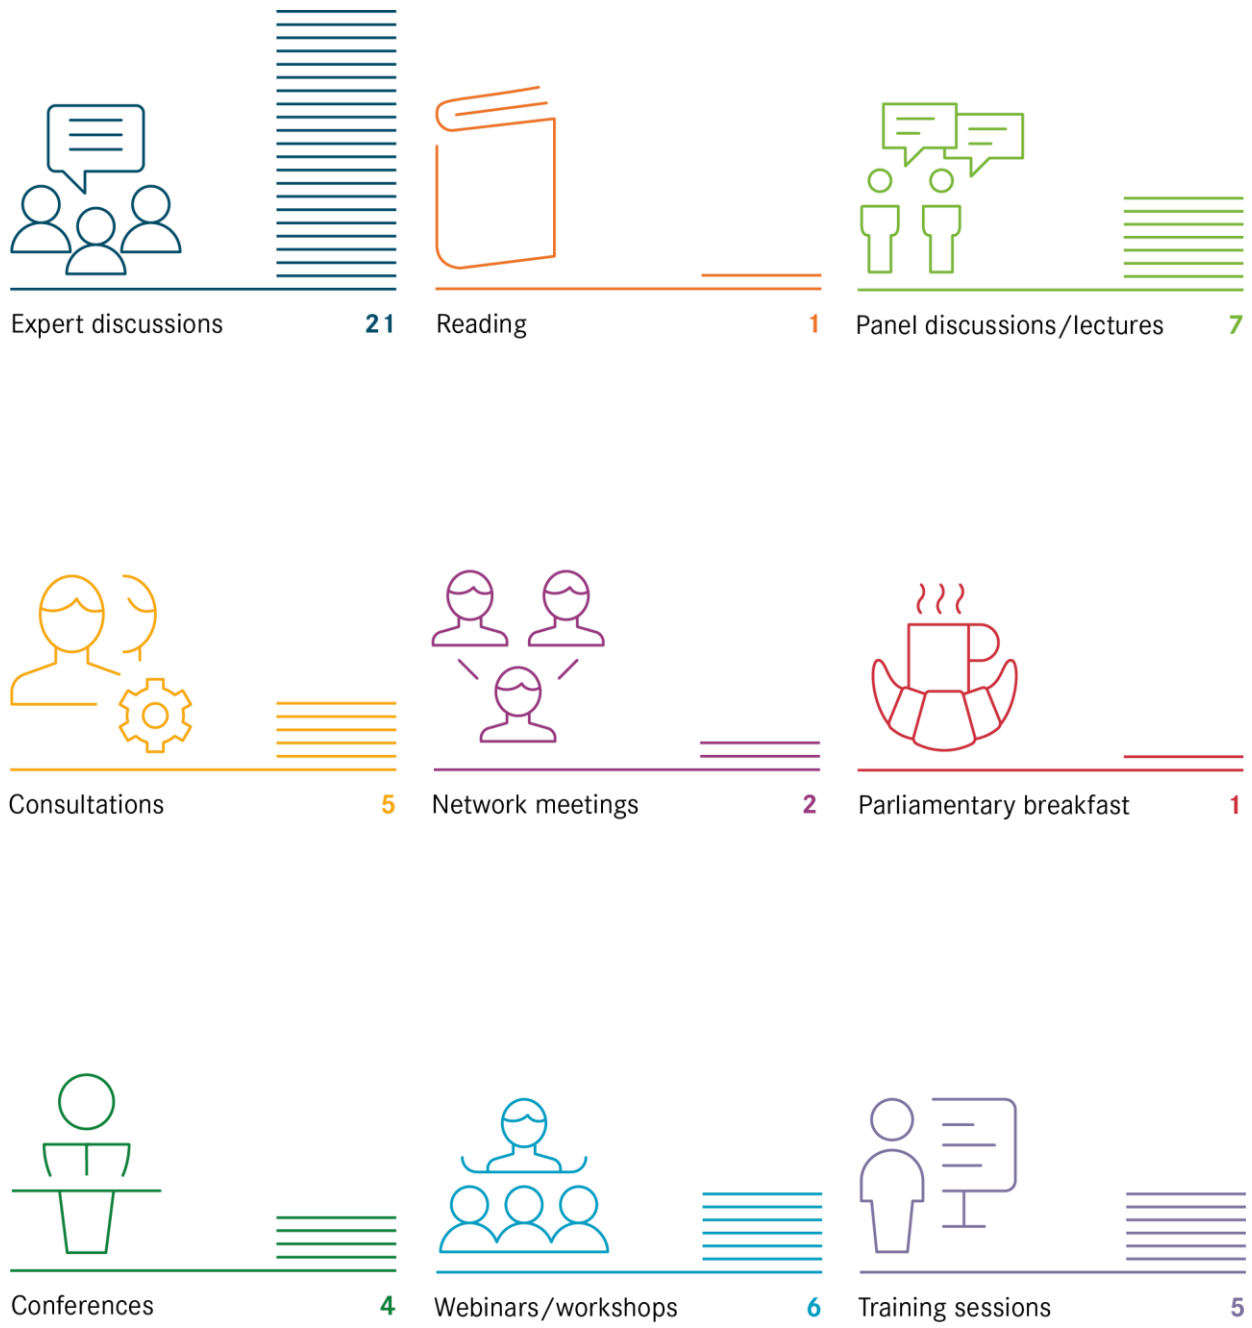 Expert discussions 21
Reading 1
Panel discussions/lectures 7
Consultations 5
Network meetings 2
Parliamentary breakfast 1
Conferences 4
Webinars/workshops 6
Training sessions 5